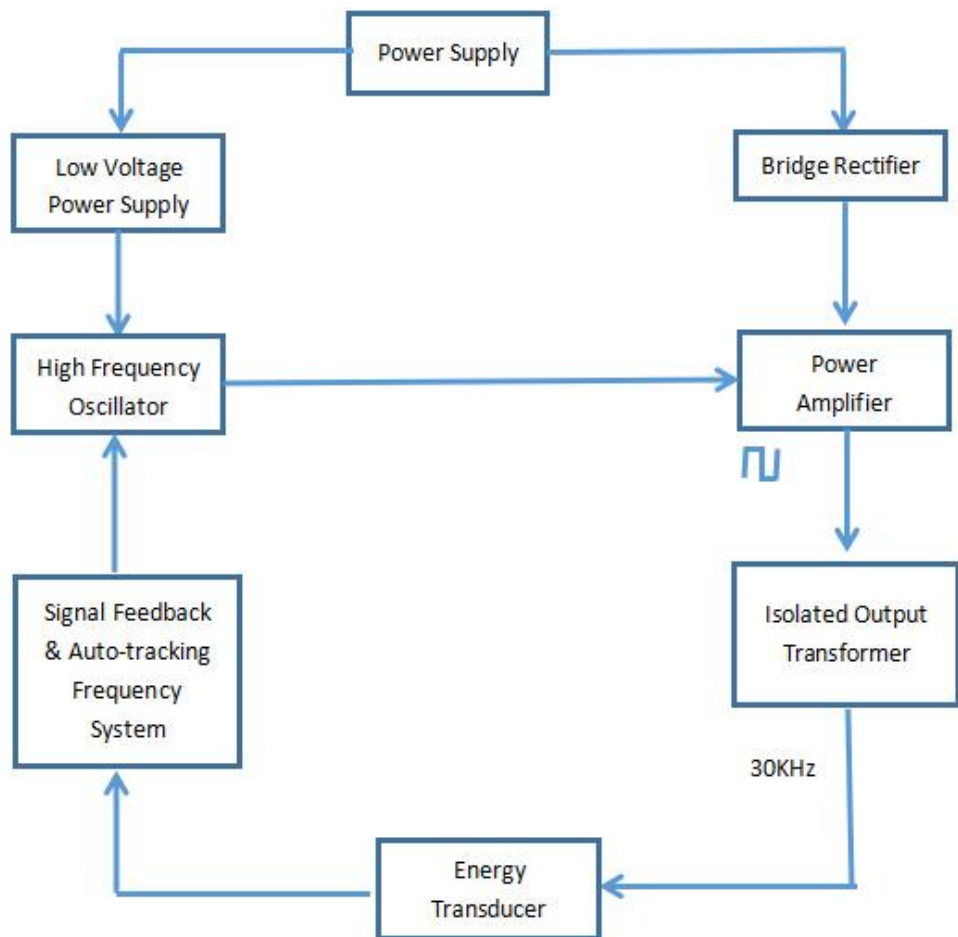 Power Supply
Low Voltage
Power Supply
Bridge Rectifier
High Frequency
Oscillator
Power
Amplifier
Signal Feedback
& Auto-tracking
Frequency
System
Isolated Output
Transformer
30KHz
Energy
Transducer